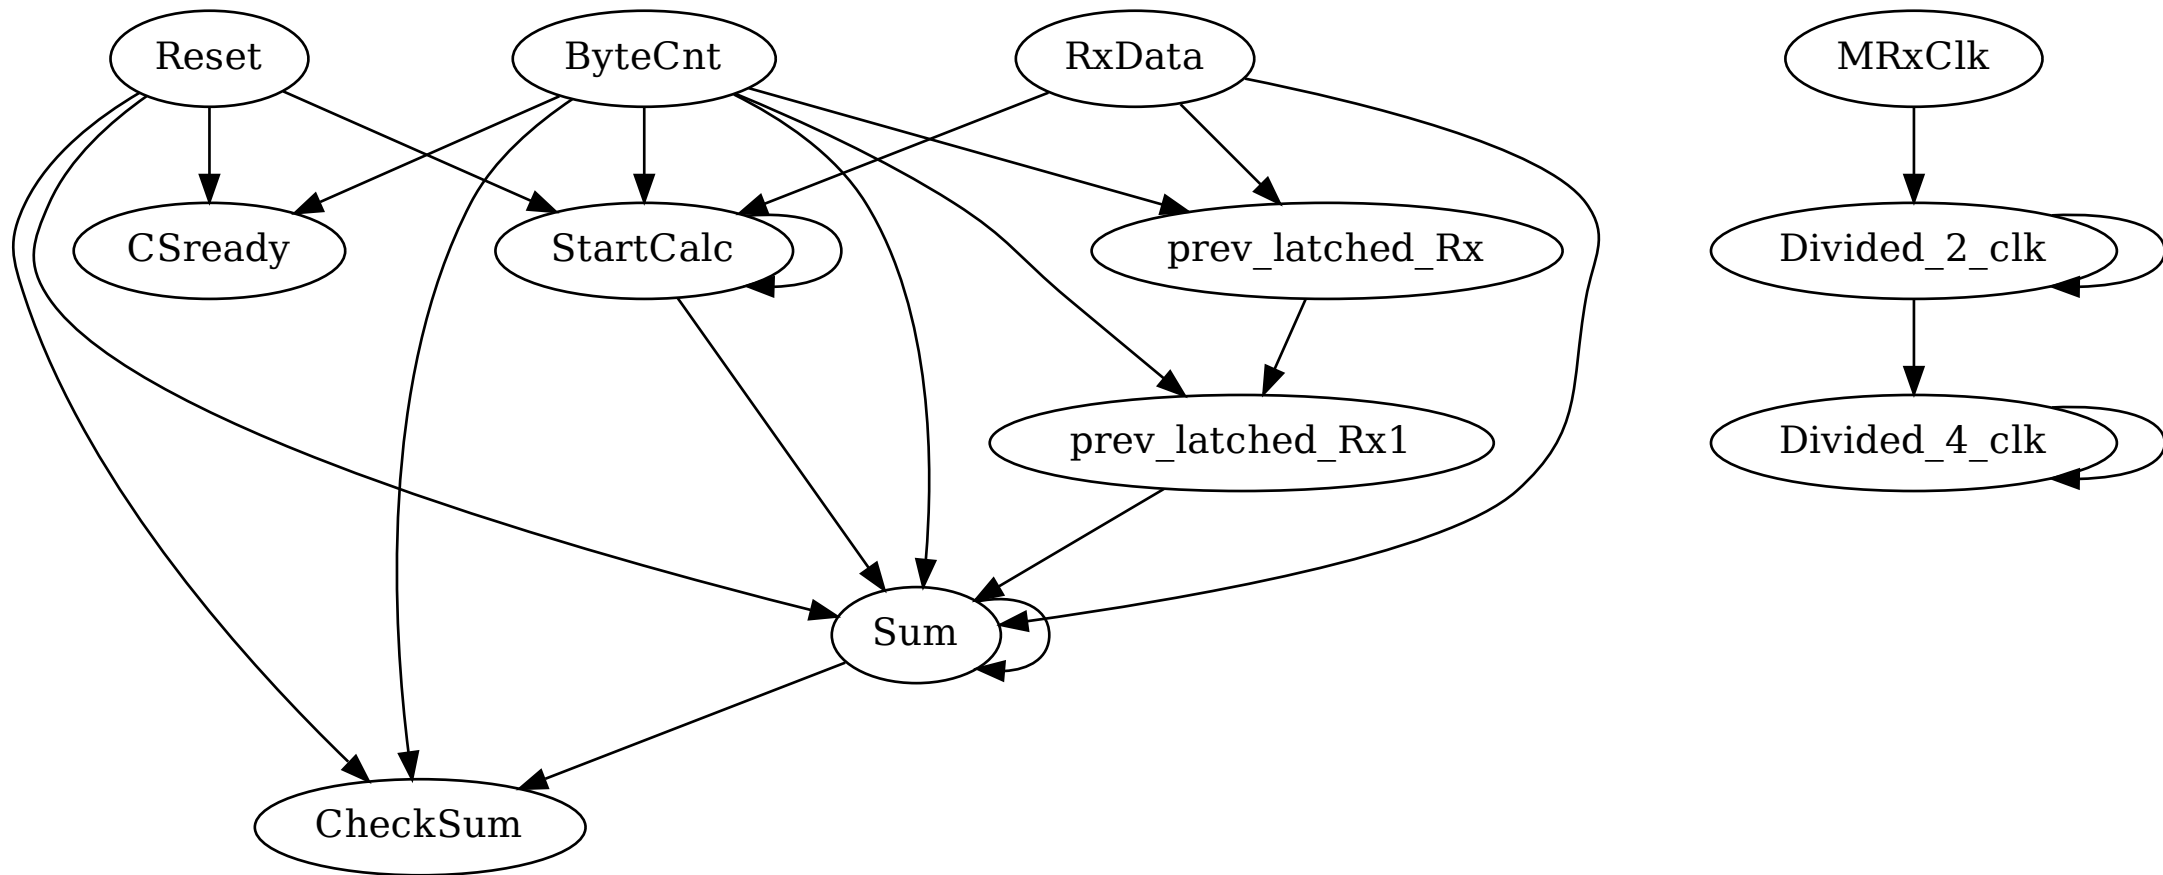 Reset
ByteCnt
RxData
MRxClk
CSready
StartCalc
prev_latched_Rx
Divided_2_clk
prev_latched_Rx1
Divided_4_clk
Sum
CheckSum